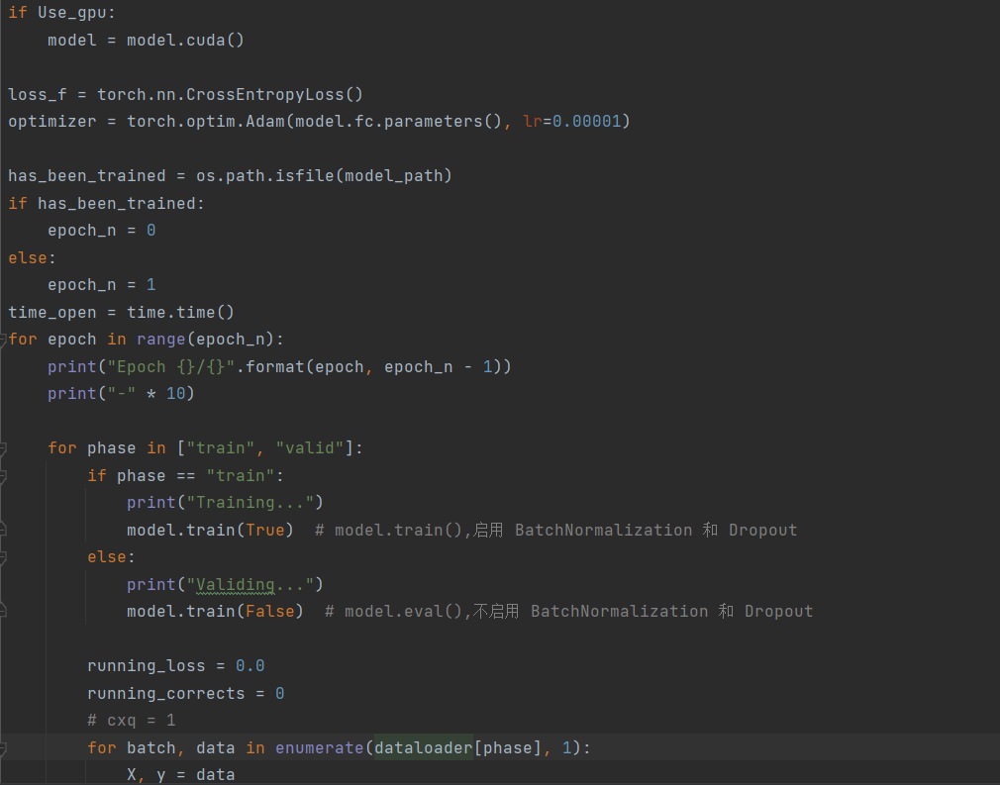 if Use_gpu:
    model = model.cuda()

loss_f = torch.nn.CrossEntropyLoss()
optimizer = torch.optim.Adam(model.fc.parameters(), lr=0.00001)

has_been_trained = os.path.isfile(model_path)
if has_been_trained:
    epoch_n = 0
else:
    epoch_n = 1
time_open = time.time()
for epoch in range(epoch_n):
    print("Epoch {}/{}".format(epoch, epoch_n - 1))
    print("-" * 10)

    for phase in ["train", "valid"]:
        if phase == "train":
            print("Training...")
            model.train(True)  # model.train(),启用 BatchNormalization 和 Dropout
        else:
            print("Validing...")
            model.train(False)  # model.eval(),不启用 BatchNormalization 和 Dropout

        running_loss = 0.0
        running_corrects = 0
        # cxq = 1
        for batch, data in enumerate(dataloader[phase], 1):
            X, y = data